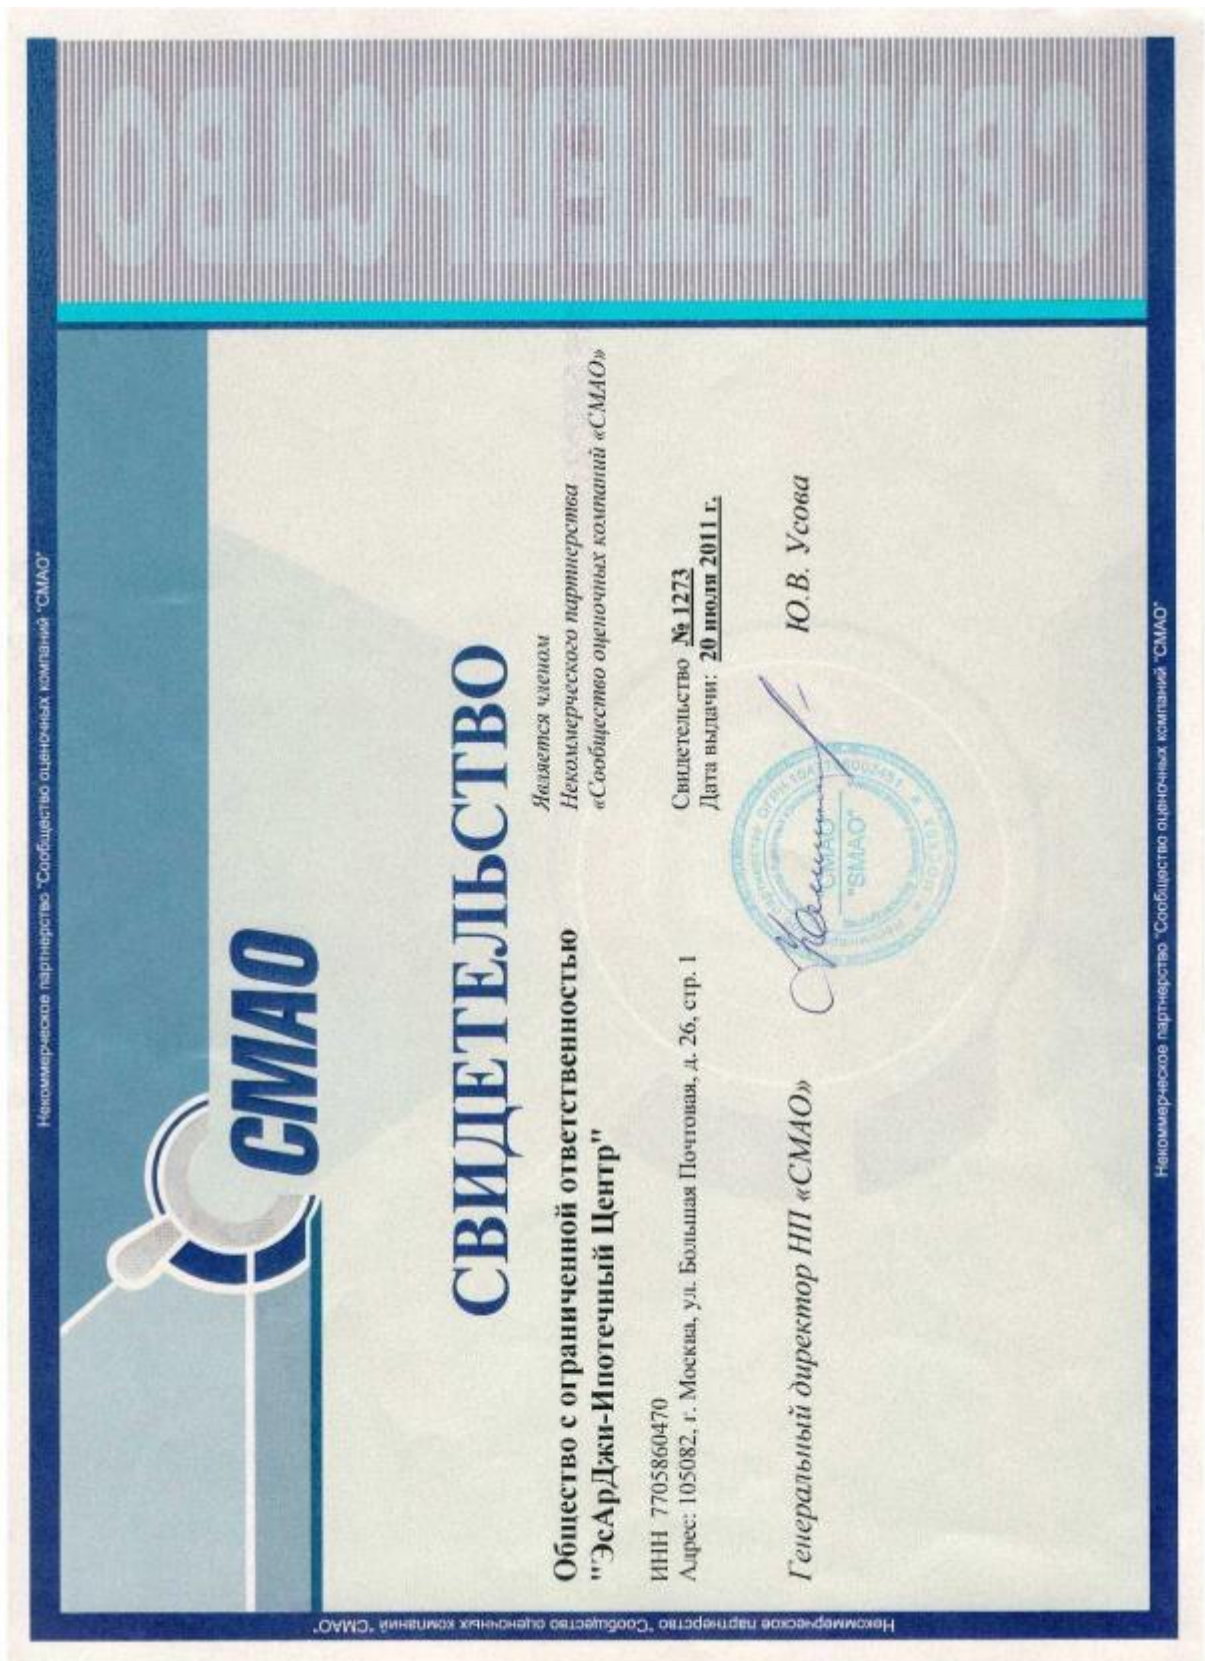 Некоммерческое партнерство "Сообщество оценочных компаний "СМАО"
СВИДЕТЕЛЬСТВО
СМАО
СВИДЕТЕЛЬСТВО
Общество с ограниченной ответственностью
"ЭсАрДжи-Ипотечный Центр"
ИНН 7705860470
Адрес: 105082, г. Москва, ул. Большая Почтовая, д. 26, стр. 1
Является членом
Некоммерческого партнерства
«Сообщество оценочных компаний «СМАО»
Свидетельство № 1273
Дата выдачи: 20 июля 2011 г.
Генеральный директор НП «СМАО»
Ю.В. Усова
СМАО
"SMAO"
Некоммерческое партнерство "Сообщество оценочных компаний "СМАО"
Некоммерческое партнерство "Сообщество оценочных компаний "СМАО"